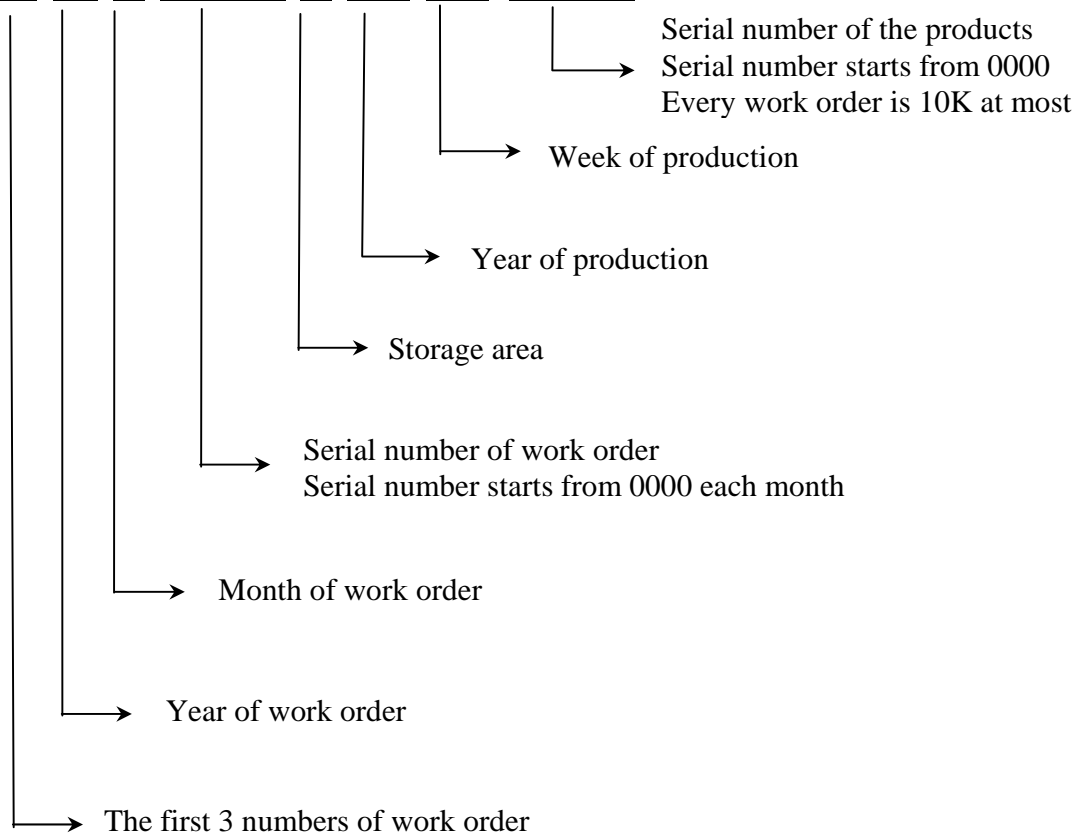 Serial number of the products
Serial number starts from 0000
Every work order is 10K at most
Week of production
Year of production
Storage area
Serial number of work order
Serial number starts from 0000 each month
Month of work order
Year of work order
The first 3 numbers of work order